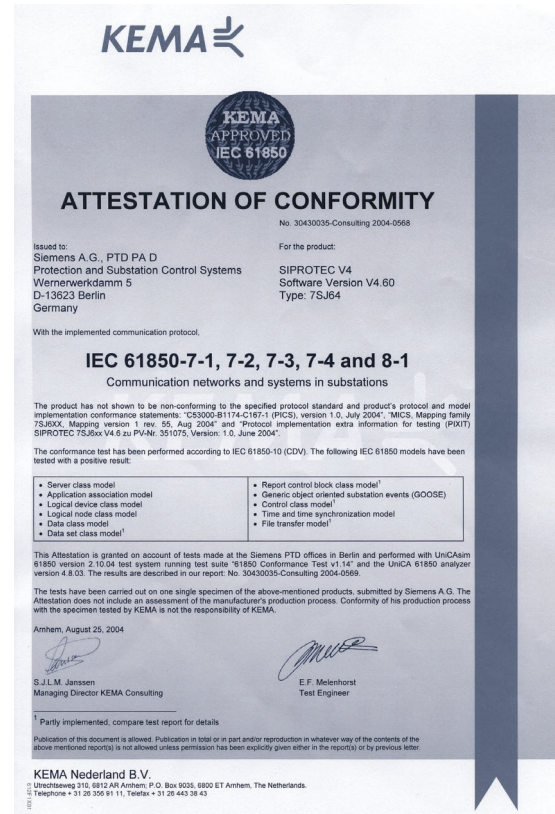 KEMA
KEMA
APPROVED
IEC 61850
ATTESTATION OF CONFORMITY
No. 30430035-Consulting 2004-0568
Issued to:
Siemens A.G., PTD PA D
Protection and Substation Control Systems
Wernerwerkdamm 5
D-13623 Berlin
Germany
For the product:
SIPROTEC V4
Software Version V4.60
Type: 7SJ64
With the implemented communication protocol,
IEC 61850-7-1, 7-2, 7-3, 7-4 and 8-1
Communication networks and systems in substations
The product has not shown to be non-conforming to the specified protocol standard and product's protocol and model
implementation conformance statements: "C53000-B1174-C167-1 (PICS), version 1.0, July 2004", "MICS, Mapping family
7SJ6XX, Mapping version 1 rev. 55, Aug 2004" and "Protocol implementation extra information for testing (PIXIT)
SIPROTEC 7SJ6xx V4.6 zu PV-Nr. 351075, Version: 1.0, June 2004".
The conformance test has been performed according to IEC 61850-10 (CDV). The following IEC 61850 models have been
tested with a positive result:
• Server class model
• Application association model
• Logical device class model
• Logical node class model
• Data class model
• Data set class model¹
• Report control block class model¹
• Generic object oriented substation events (GOOSE)
• Control class model¹
• Time and time synchronization model
• File transfer model¹
This Attestation is granted on account of tests made at the Siemens PTD offices in Berlin and performed with UniCAsim
61850 version 2.10.04 test system running test suite "61850 Conformance Test v1.14" and the UniCA 61850 analyzer
version 4.8.03. The results are described in our report: No. 30430035-Consulting 2004-0569.
The tests have been carried out on one single specimen of the above-mentioned products, submitted by Siemens A.G. The
Attestation does not include an assessment of the manufacturer's production process. Conformity of his production process
with the specimen tested by KEMA is not the responsibility of KEMA.
Arnhem, August 25, 2004
S.J.L.M. Janssen
Managing Director KEMA Consulting
E.F. Melenhorst
Test Engineer
¹ Partly implemented, compare test report for details
Publication of this document is allowed. Publication in total or in part and/or reproduction in whatever way of the contents of the
above mentioned report(s) is not allowed unless permission has been explicitly given either in the report(s) or by previous letter.
KEMA Nederland B.V.
Utrechtseweg 310, 6812 AR Arnhem; P.O. Box 9035, 6800 ET Arnhem, The Netherlands.
Telephone + 31 26 356 91 11, Telefax + 31 26 443 38 43